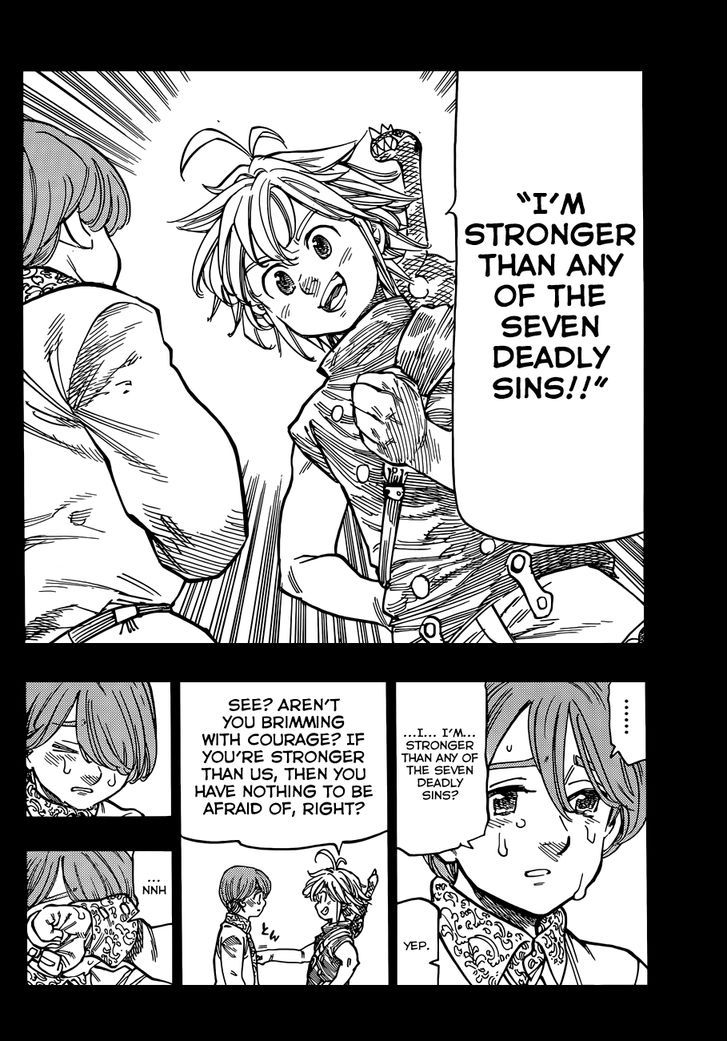 "I'M
STRONGER
THAN ANY
OF THE
SEVEN
DEADLY
SINS!!"
........
...I... I'M...
STRONGER
THAN ANY OF
THE SEVEN
DEADLY
SINS?
YEP.
SEE? AREN'T
YOU BRIMMING
WITH COURAGE? IF
YOU'RE STRONGER
THAN US, THEN YOU
HAVE NOTHING TO BE
AFRAID OF, RIGHT?
とん
...
NNH